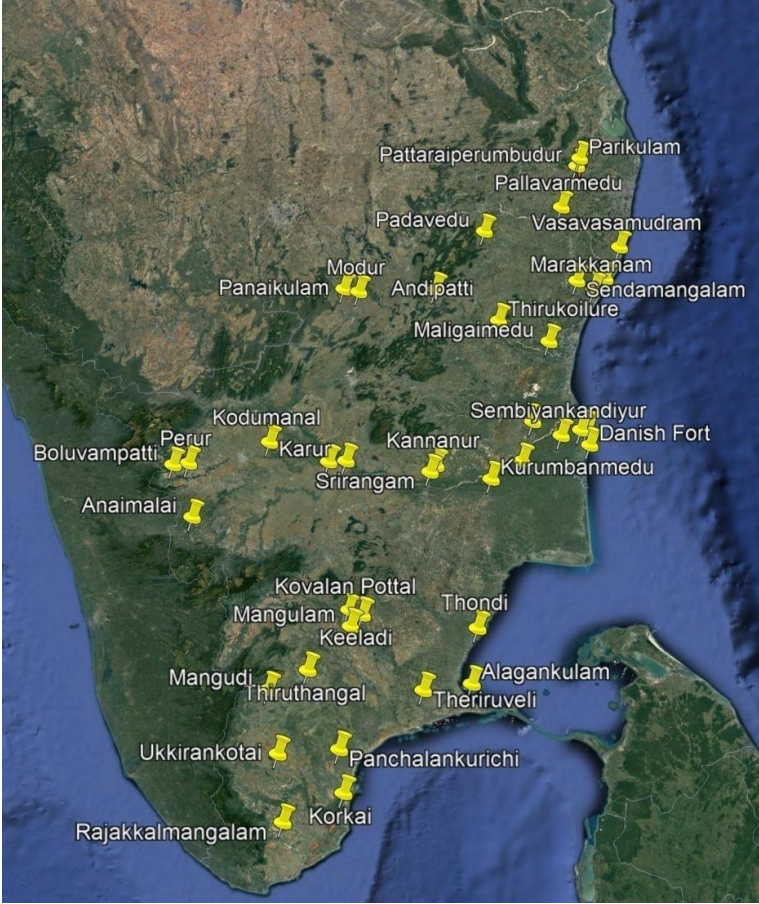 Parikulam
Pattaraiperumbudur
Pallavarmedu
Padavedu
Vasavasamudram
Marakkanam
Modur
Panaikulam
Andipatti
Sendamangalam
Thirukoilure
Maligaimedu
Sembiyankandiyur
Kodumanal
Danish Fort
Perur
Kannanur
Karur
Boluvampatti
Kurumbanmedu
Srirangam
Anaimalai
Kovalan Pottal
Thondi
Mangulam
Keeladi
Alagankulam
Mangudi
Thiruthangal
Theriruveli
Ukkirankotai
Panchalankurichi
Korkai
Rajakkalmangalam